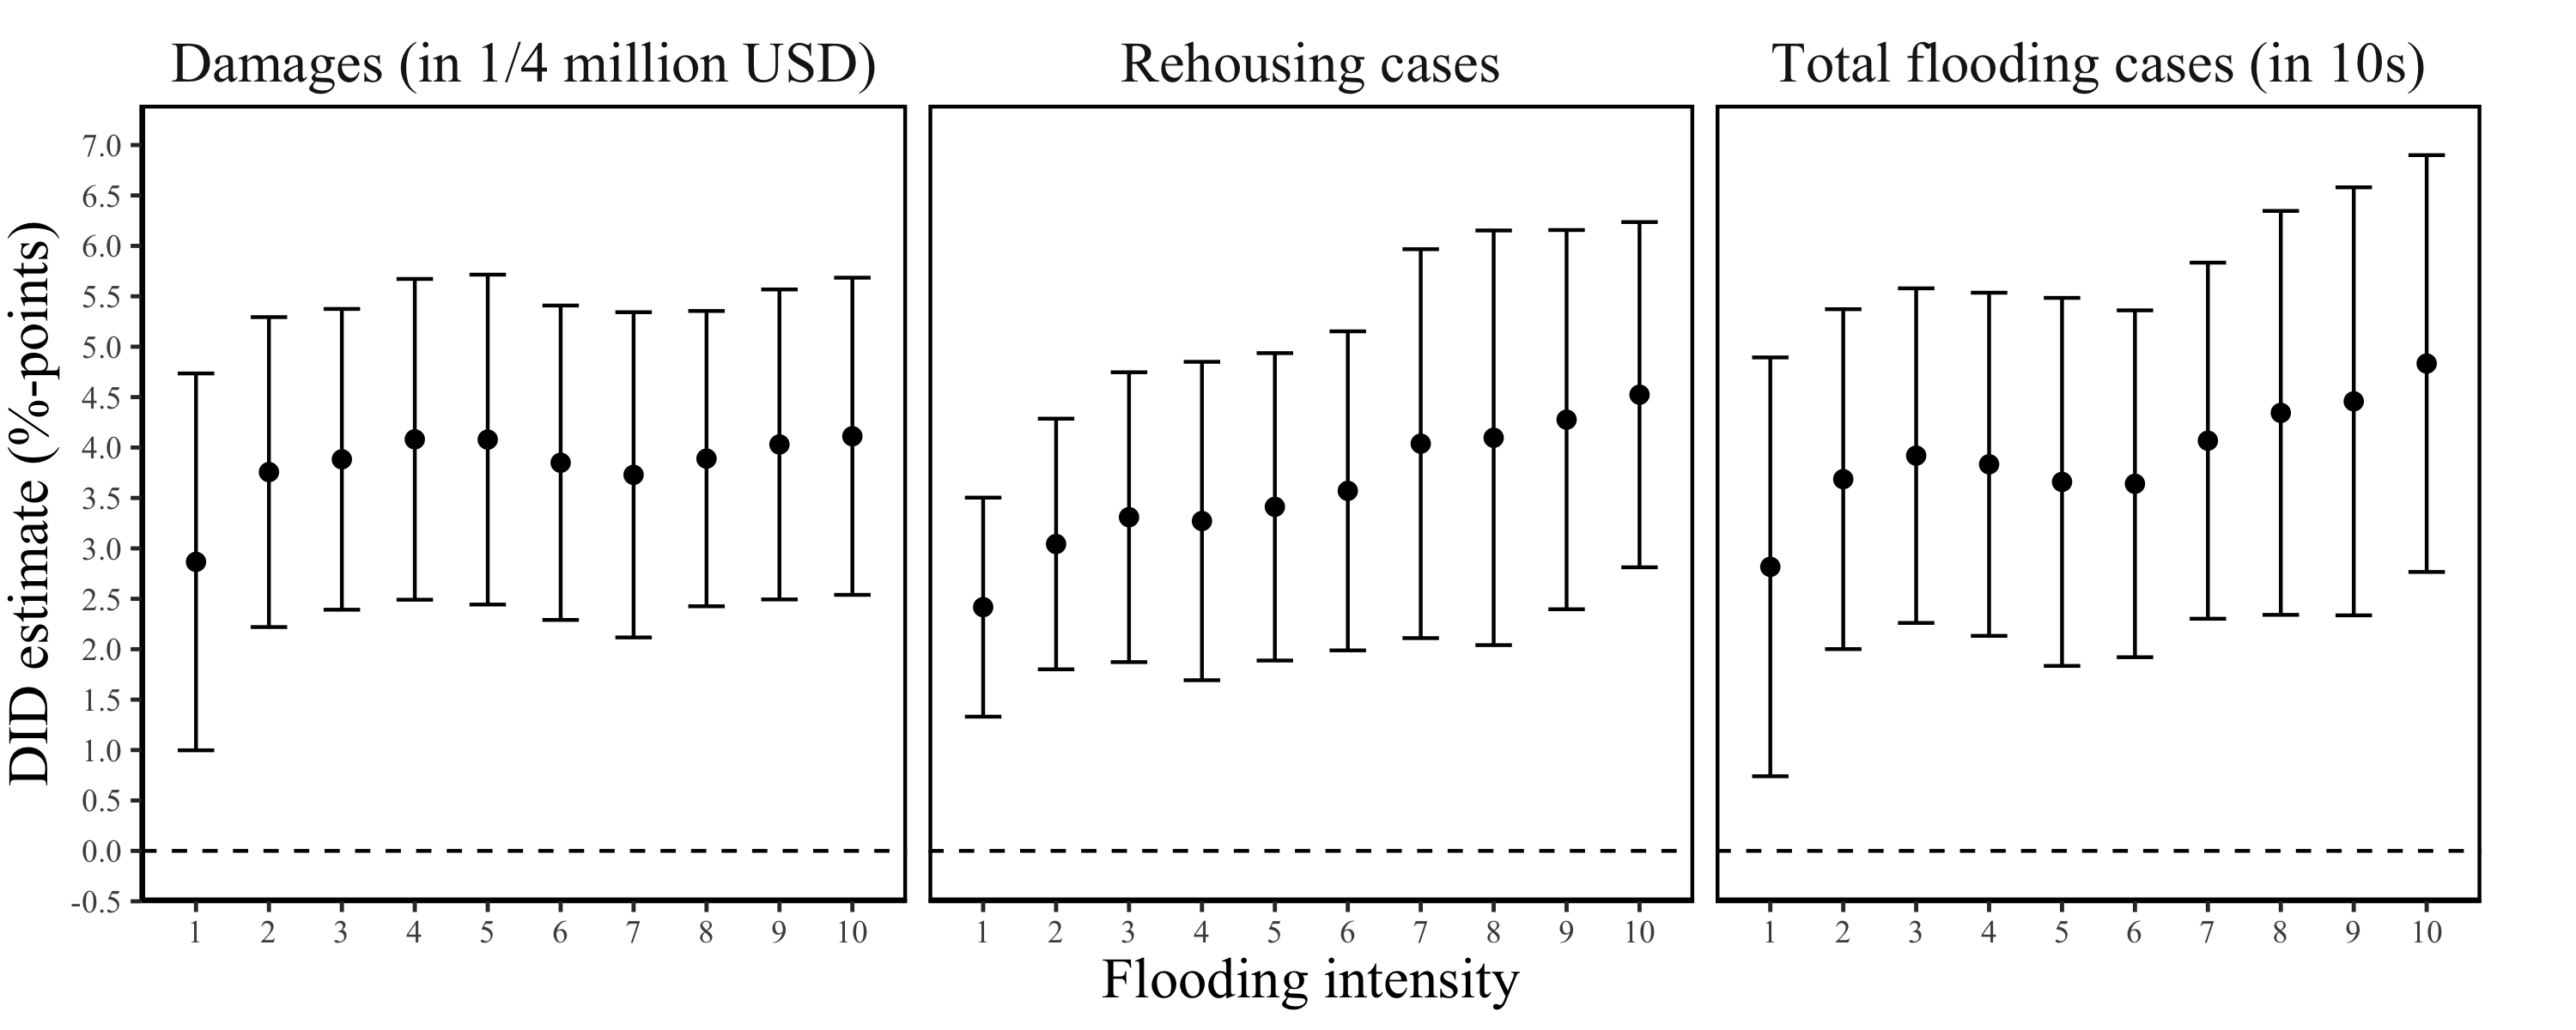 Damages (in 1/4 million USD)
Rehousing cases
Total flooding cases (in 10s)
DID estimate (%-points)
7.0
6.5
6.0
5.5
5.0
4.5
4.0
3.5
3.0
2.5
2.0
1.5
1.0
0.5
0.0
-0.5
1 2 3 4 5 6 7 8 9 10
1 2 3 4 5 6 7 8 9 10
1 2 3 4 5 6 7 8 9 10
Flooding intensity